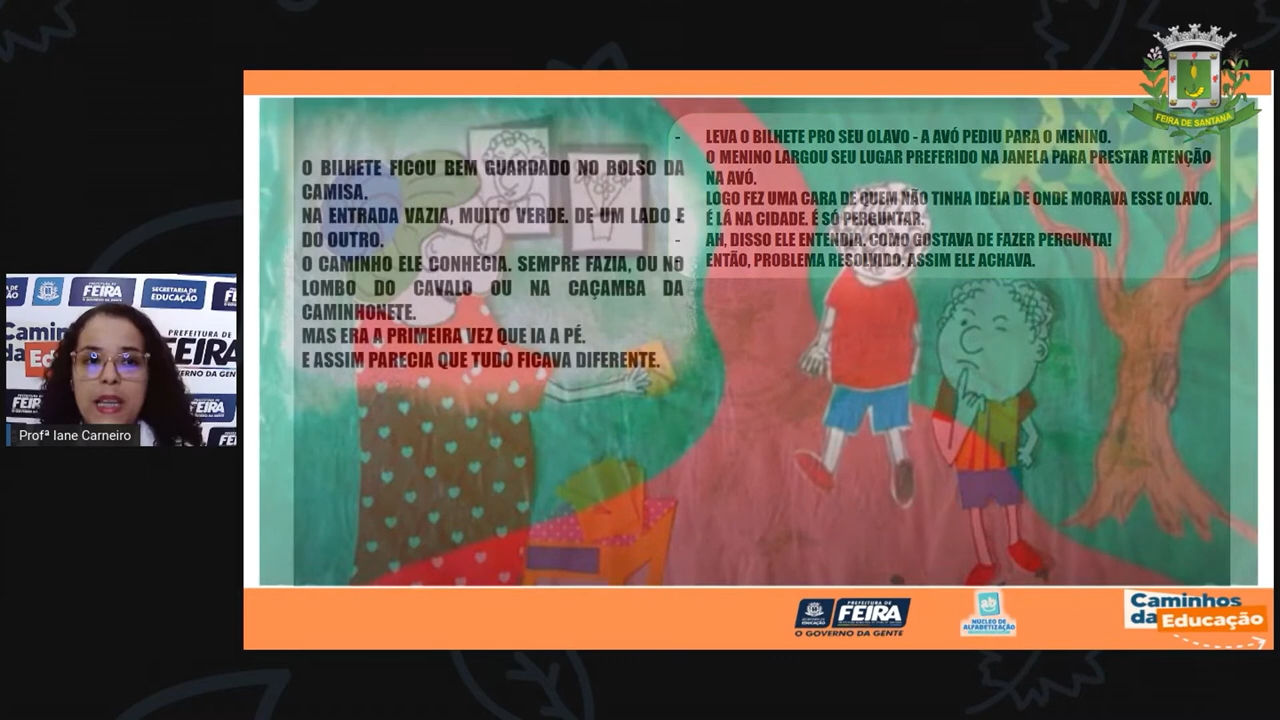 FEIRA DE SANTANA
- LEVA O BILHETE PRO SEU OLAVO - A AVÓ PEDIU PARA O MENINO.
O MENINO LARGOU SEU LUGAR PREFERIDO NA JANELA PARA PRESTAR ATENÇÃO
NA AVÓ.
LOGO FEZ UMA CARA DE QUEM NÃO TINHA IDEIA DE ONDE MORAVA ESSE OLAVO.
É LÁ NA CIDADE. É SÓ PERGUNTAR.
- AH, DISSO ELE ENTENDIA. COMO GOSTAVA DE FAZER PERGUNTA!
ENTÃO, PROBLEMA RESOLVIDO. ASSIM ELE ACHAVA.
O BILHETE FICOU BEM GUARDADO NO BOLSO DA
CAMISA.
NA ENTRADA VAZIA, MUITO VERDE. DE UM LADO E
DO OUTRO.
O CAMINHO ELE CONHECIA. SEMPRE FAZIA, OU NO
LOMBO DO CAVALO OU NA CAÇAMBA DA
CAMINHONETE.
MAS ERA A PRIMEIRA VEZ QUE IA A PÉ.
E ASSIM PARECIA QUE TUDO FICAVA DIFERENTE.
PREFEITURA DE
FEIRA
SECRETARIA DE
EDUCAÇÃO
PREFEITURA DE
FEIRA
Profª Iane Carneiro
PREFEITURA DE
FEIRA
O GOVERNO DA GENTE
ab
NÚCLEO DE
ALFABETIZAÇÃO
Caminhos
da Educação